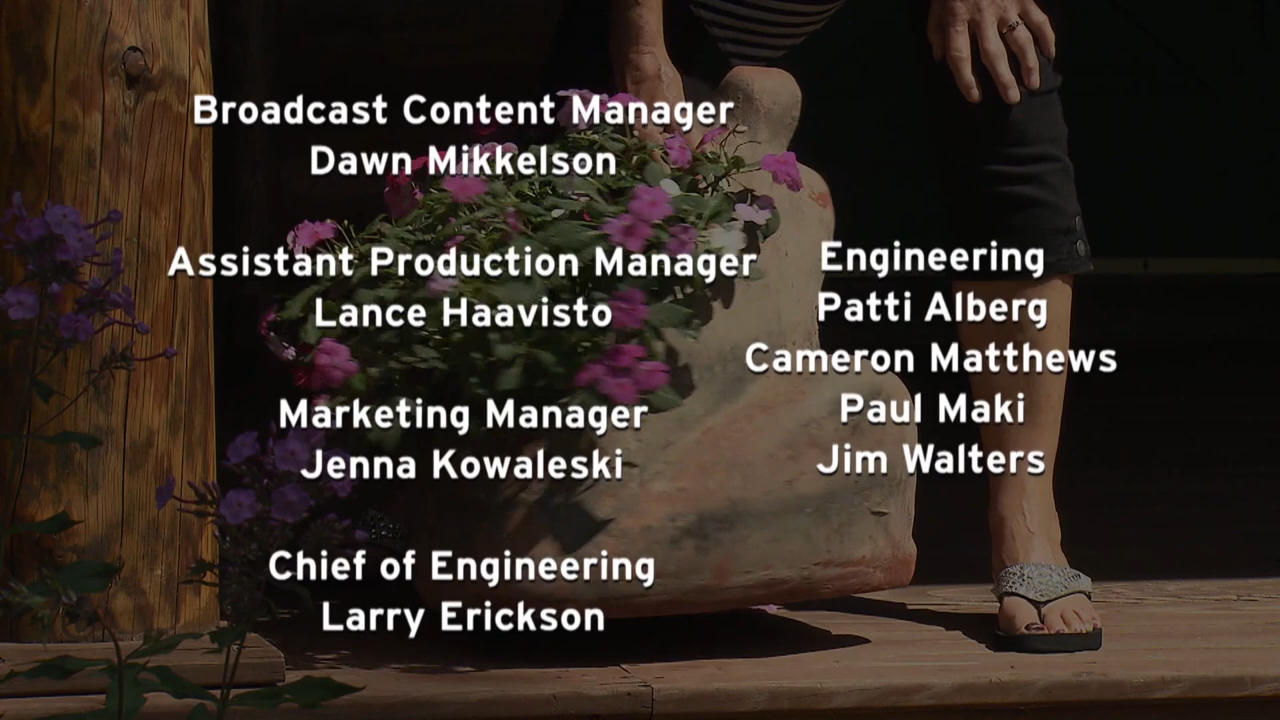 Broadcast Content Manager
Dawn Mikkelson
Assistant Production Manager
Lance Haavisto
Marketing Manager
Jenna Kowaleski
Chief of Engineering
Larry Erickson
Engineering
Patti Alberg
Cameron Matthews
Paul Maki
Jim Walters